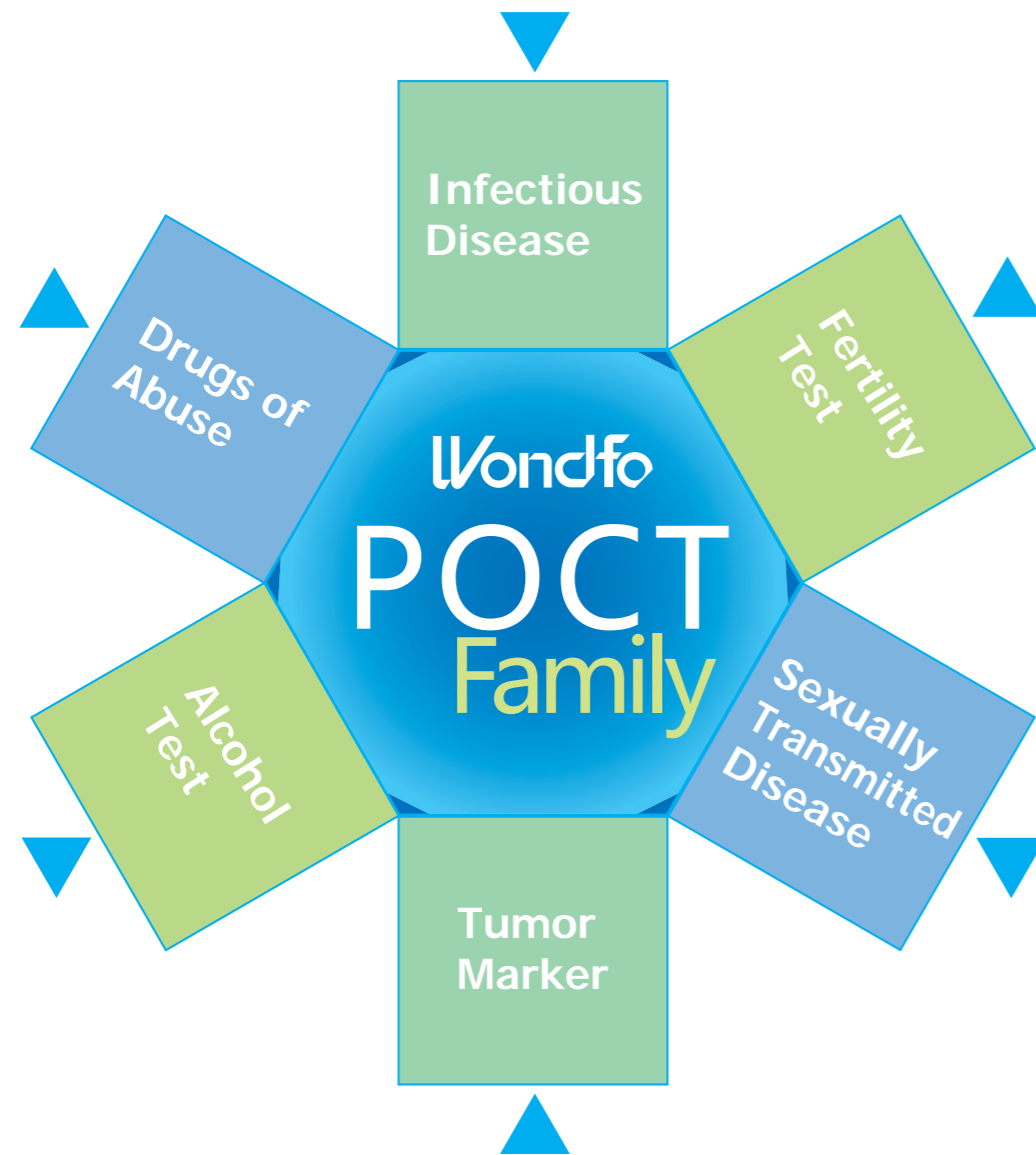 Infectious
Disease
Drugs of
Abuse
Fertility
Test
Wondfo
POCT
Family
Alcohol
Test
Sexually
Transmitted
Disease
Tumor
Marker